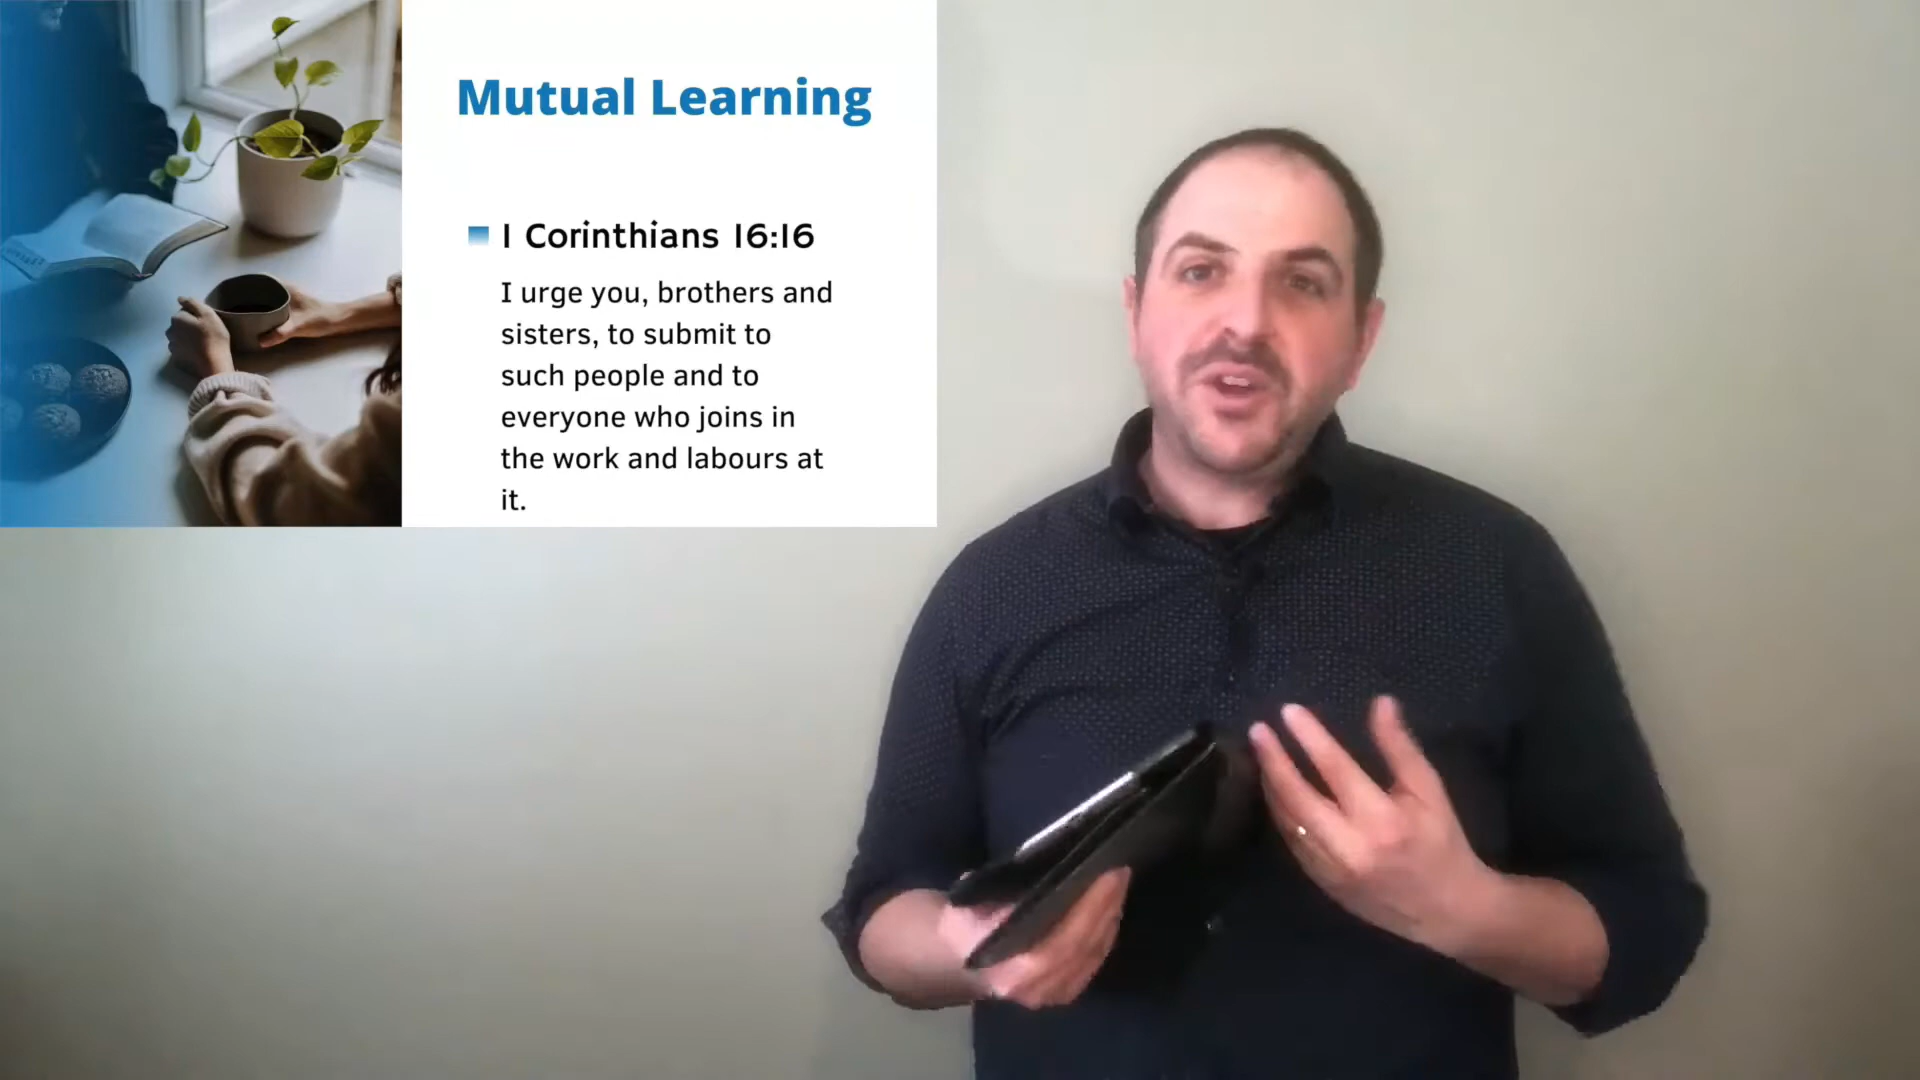 Mutual Learning
1 Corinthians 16:16
I urge you, brothers and
sisters, to submit to
such people and to
everyone who joins in
the work and labours at
it.